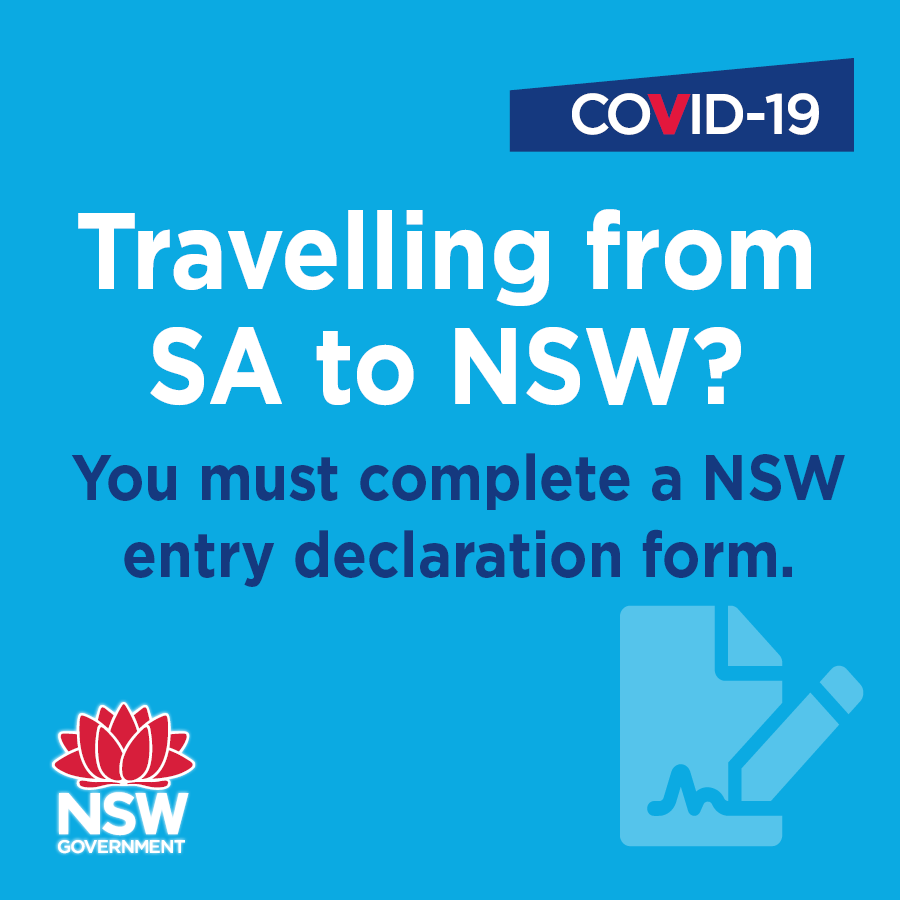 COVID-19
Travelling from
SA to NSW?
You must complete a NSW
entry declaration form.
NSW
GOVERNMENT